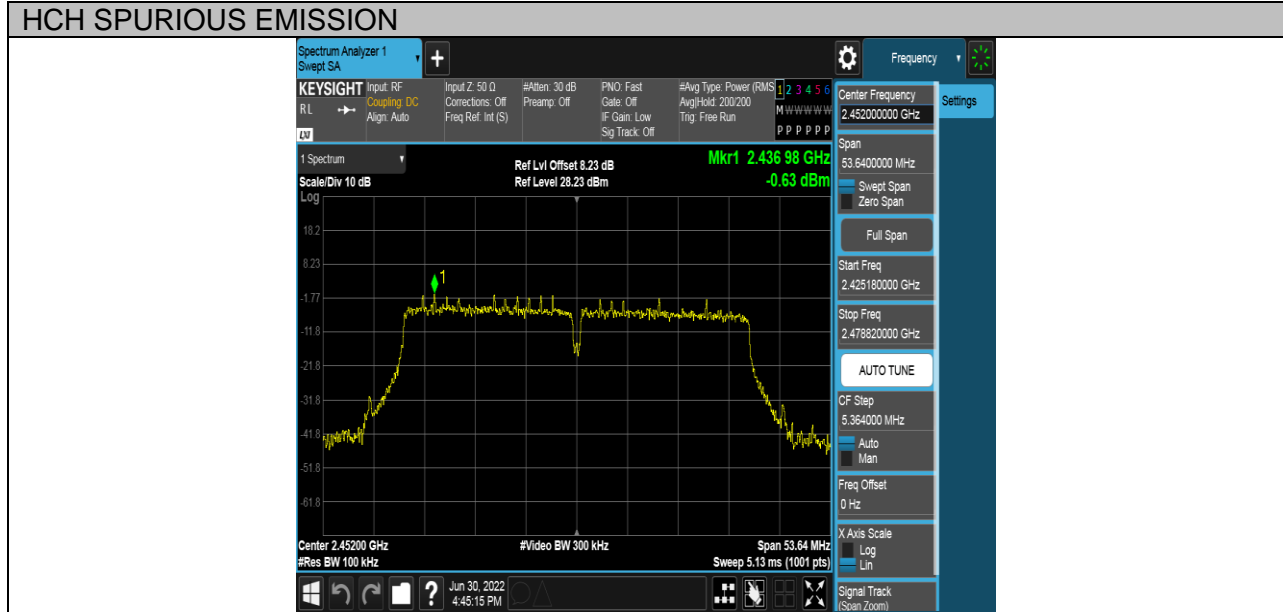 HCH SPURIOUS EMISSION
Spectrum Analyzer 1
Swept SA
+
Frequency
KEYSIGHT
RL
LXI
Input: RF
Coupling: DC
Align: Auto
Input Z: 50 Ω
Corrections: Off
Freq Ref: Int (S)
#Atten: 30 dB
Preamp: Off
PNO: Fast
Gate: Off
IF Gain: Low
Sig Track: Off
#Avg Type: Power (RMS
Avg|Hold: 200/200
Trig: Free Run
1 2 3 4 5 6
M W W W W W
P P P P P P
1 Spectrum
Scale/Div 10 dB
Log
Ref Lvl Offset 8.23 dB
Ref Level 28.23 dBm
Mkr1 2.436 98 GHz
-0.63 dBm
18.2
8.23
-1.77
-11.8
-21.8
-31.8
-41.8
-51.8
-61.8
1
Center 2.45200 GHz
#Res BW 100 kHz
#Video BW 300 kHz
Span 53.64 MHz
Sweep 5.13 ms (1001 pts)
Center Frequency
2.452000000 GHz
Settings
Span
53.6400000 MHz
Swept Span
Zero Span
Full Span
Start Freq
2.425180000 GHz
Stop Freq
2.478820000 GHz
AUTO TUNE
CF Step
5.364000 MHz
Auto
Man
Freq Offset
0 Hz
X Axis Scale
Log
Lin
Signal Track
(Span Zoom)
?
Jun 30, 2022
4:45:15 PM